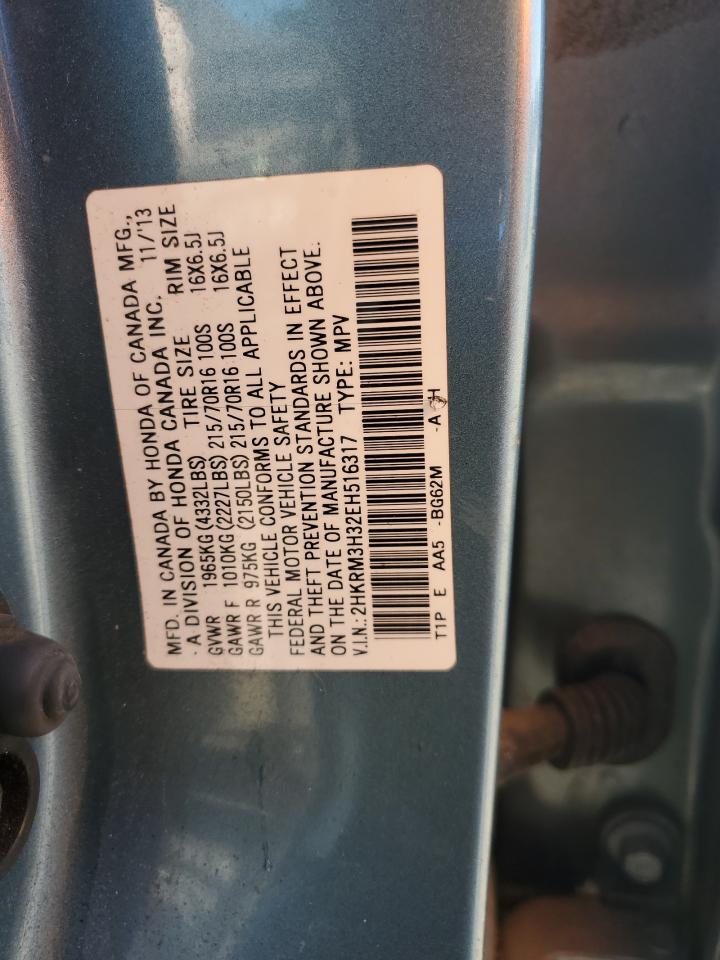 MFD. IN CANADA BY HONDA OF CANADA MFG.,
- A DIVISION OF HONDA CANADA INC. 11/'13
GVWR 1965KG (4332LBS) TIRE SIZE RIM SIZE
GAWR F 1010KG (2227LBS) 215/70R16 100S 16X6.5J
GAWR R 975KG (2150LBS) 215/70R16 100S 16X6.5J
THIS VEHICLE CONFORMS TO ALL APPLICABLE
FEDERAL MOTOR VEHICLE SAFETY
AND THEFT PREVENTION STANDARDS IN EFFECT
ON THE DATE OF MANUFACTURE SHOWN ABOVE.
V.I.N.: 2HKRM3H32EH516317 TYPE: MPV
T1P E AA5 -BG62M